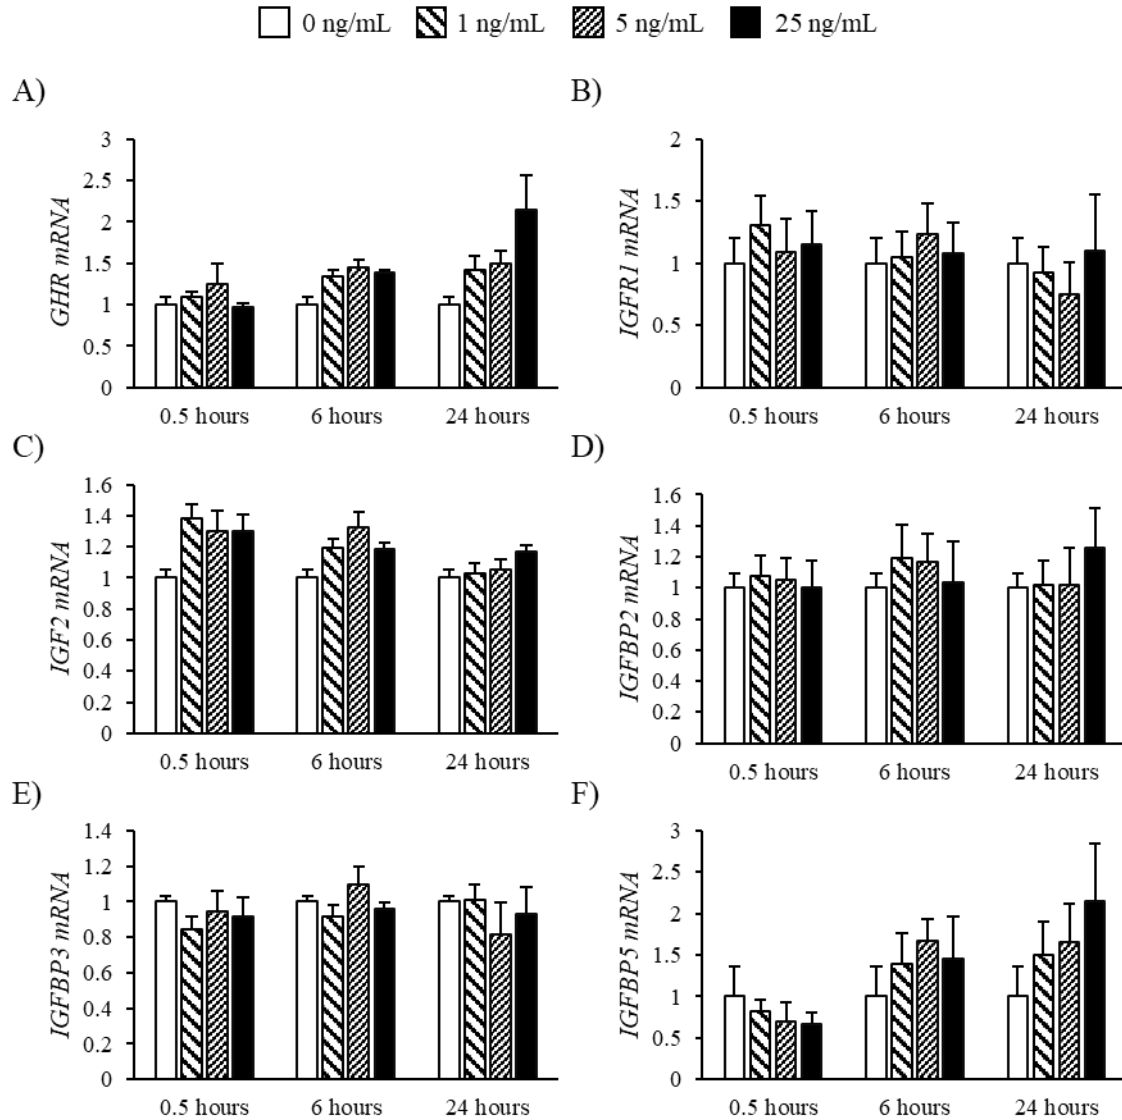 0 ng/mL 1 ng/mL 5 ng/mL 25 ng/mL
A)
GHR mRNA
3
2.5
2
1.5
1
0.5
0
0.5 hours 6 hours 24 hours
B)
IGFR1 mRNA
2
1.5
1
0.5
0
0.5 hours 6 hours 24 hours
C)
IGF2 mRNA
1.6
1.4
1.2
1
0.8
0.6
0.4
0.2
0
0.5 hours 6 hours 24 hours
D)
IGFBP2 mRNA
1.6
1.4
1.2
1
0.8
0.6
0.4
0.2
0
0.5 hours 6 hours 24 hours
E)
IGFBP3 mRNA
1.4
1.2
1
0.8
0.6
0.4
0.2
0
0.5 hours 6 hours 24 hours
F)
IGFBP5 mRNA
3
2.5
2
1.5
1
0.5
0
0.5 hours 6 hours 24 hours